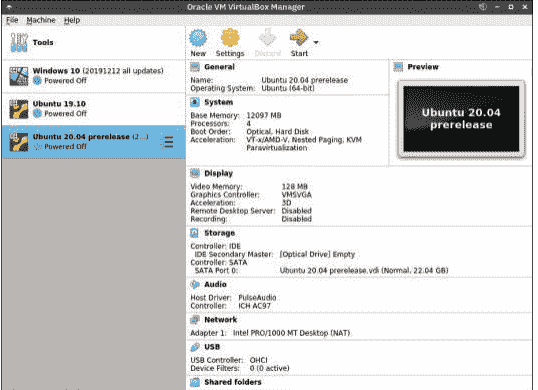 Oracle VM VirtualBox Manager
File Machine Help
Tools
New Settings Discard Start
Windows 10 (20191212 all updates)
Powered Off
Ubuntu 19.10
Powered Off
Ubuntu 20.04 prerelease (2...)
Powered Off
General
Name: Ubuntu 20.04 prerelease
Operating System: Ubuntu (64-bit)
Preview
Ubuntu 20.04
prerelease
System
Base Memory: 12097 MB
Processors: 4
Boot Order: Optical, Hard Disk
Acceleration: VT-x/AMD-V, Nested Paging, KVM
Paravirtualization
Display
Video Memory: 128 MB
Graphics Controller: VMSVGA
Acceleration: 3D
Remote Desktop Server: Disabled
Recording: Disabled
Storage
Controller: IDE
IDE Secondary Master: [Optical Drive] Empty
Controller: SATA
SATA Port 0: Ubuntu 20.04 prerelease.vdi (Normal, 22.04 GB)
Audio
Host Driver: PulseAudio
Controller: ICH AC97
Network
Adapter 1: Intel PRO/1000 MT Desktop (NAT)
USB
USB Controller: OHCI
Device Filters: 0 (0 active)
Shared folders